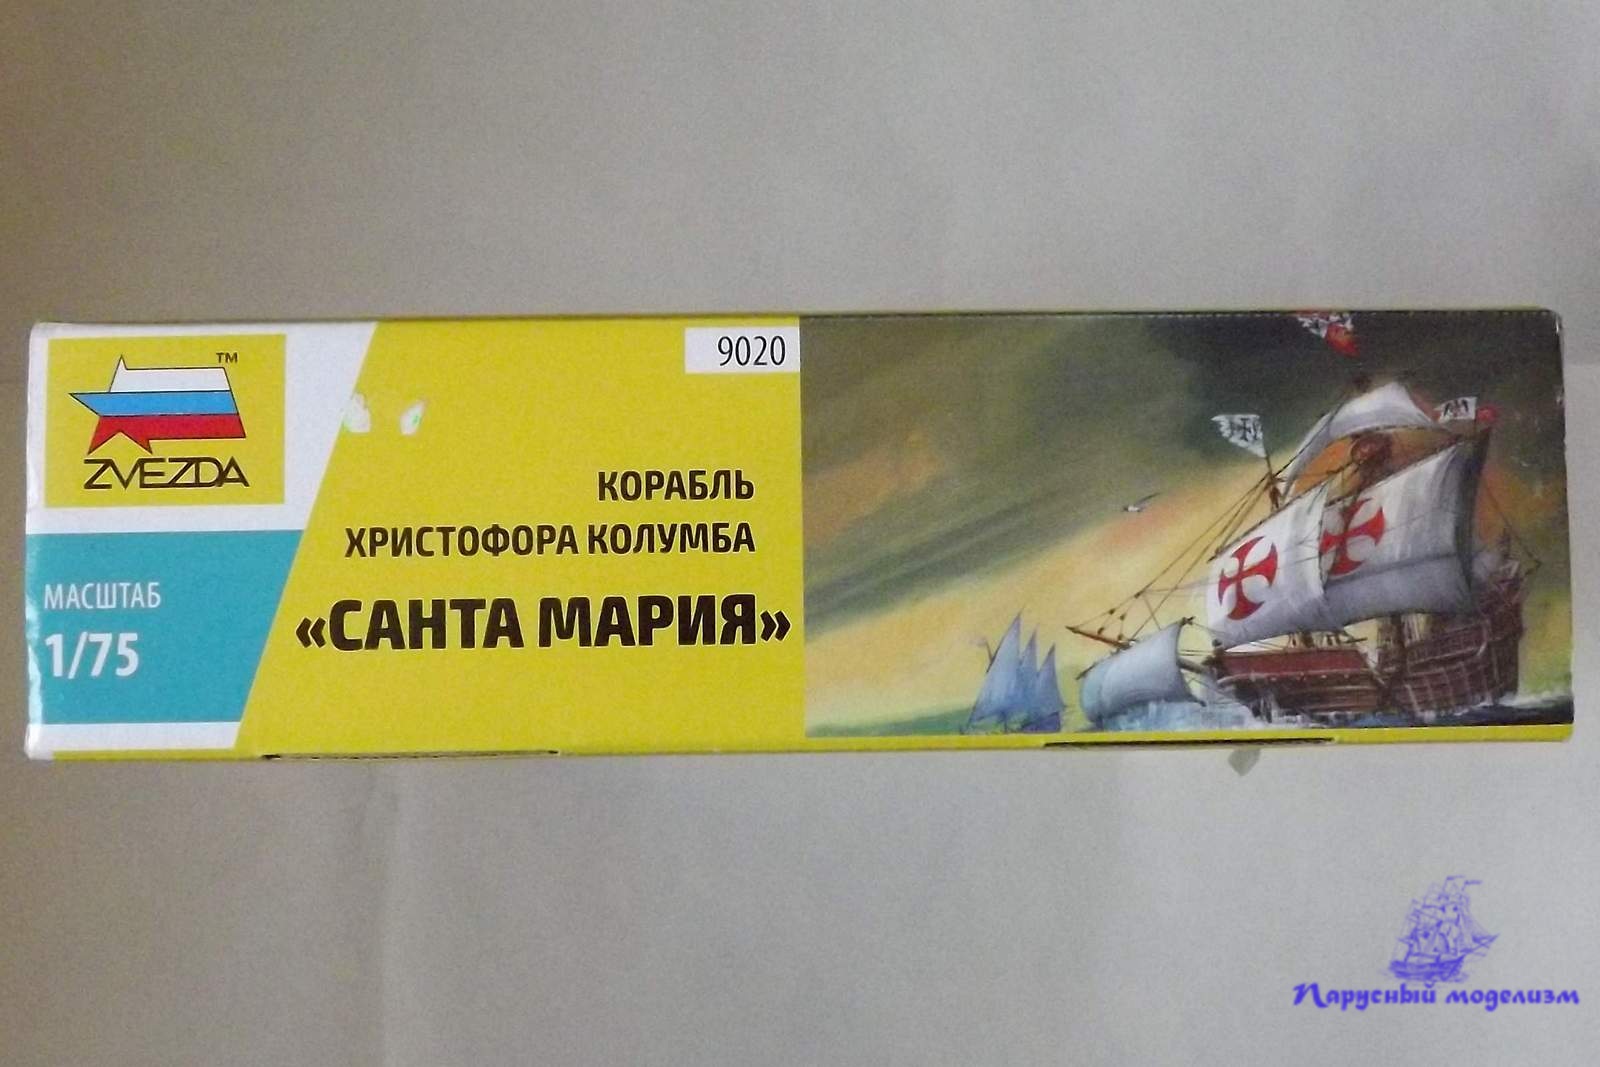 ZVEZDA
TM
9020
КОРАБЛЬ
ХРИСТОФОРА КОЛУМБА
«САНТА МАРИЯ»
МАСШТАБ
1/75
Парусный моделизм